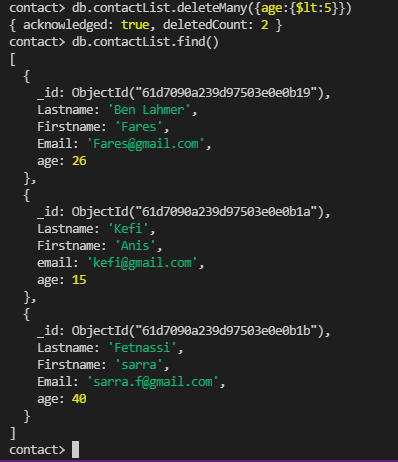 contact> db.contactList.deleteMany({age:{$lt:5}})
{ acknowledged: true, deletedCount: 2 }
contact> db.contactList.find()
[
  {
    _id: ObjectId("61d7090a239d97503e0e0b19"),
    Lastname: 'Ben Lahmer',
    Firstname: 'Fares',
    Email: 'Fares@gmail.com',
    age: 26
  },
  {
    _id: ObjectId("61d7090a239d97503e0e0b1a"),
    Lastname: 'Kefi',
    Firstname: 'Anis',
    email: 'kefi@gmail.com',
    age: 15
  },
  {
    _id: ObjectId("61d7090a239d97503e0e0b1b"),
    Lastname: 'Fetnassi',
    Firstname: 'sarra',
    Email: 'sarra.f@gmail.com',
    age: 40
  }
]
contact>